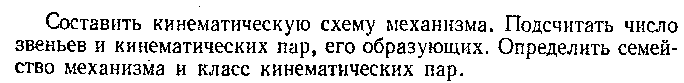 Составить кинематическую схему механизма. Подсчитать число
звеньев и кинематических пар, его образующих. Определить семей-
ство механизма и класс кинематических пар.